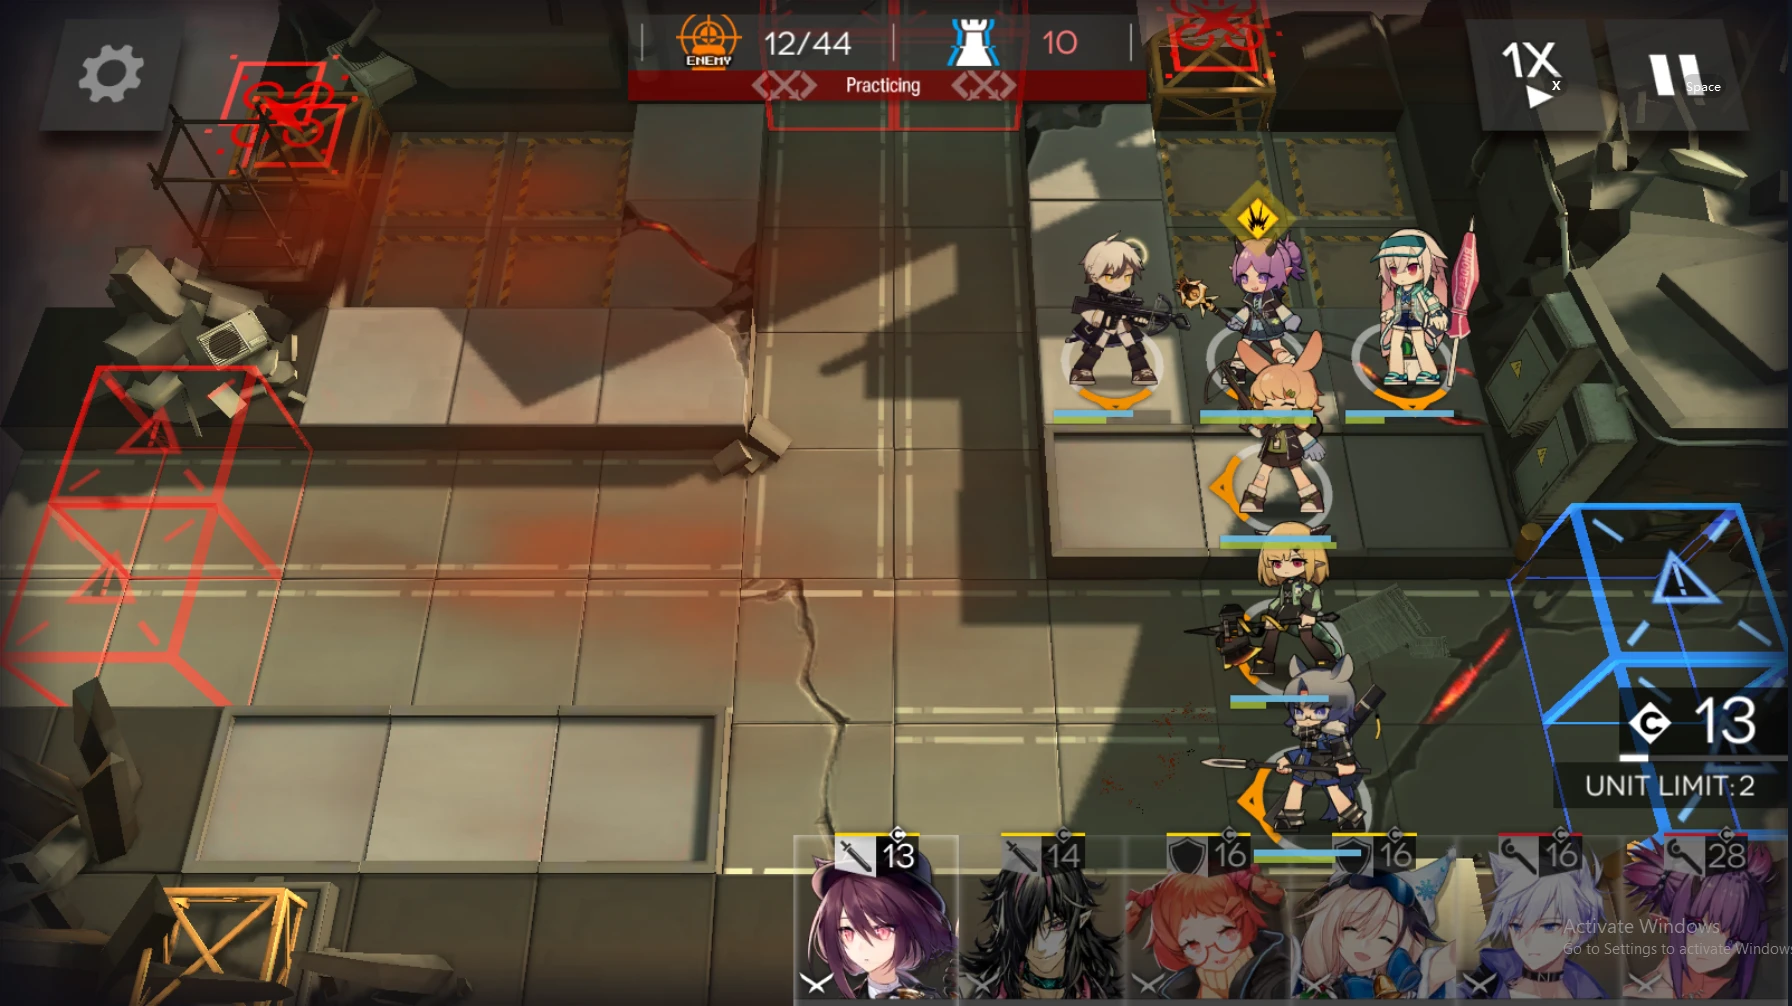 ENEMY
12/44
10
Practicing
1X
X
Space
13
UNIT LIMIT:2
13
14
16
16
16
28
Activate Windows
Go to Settings to activate Windows